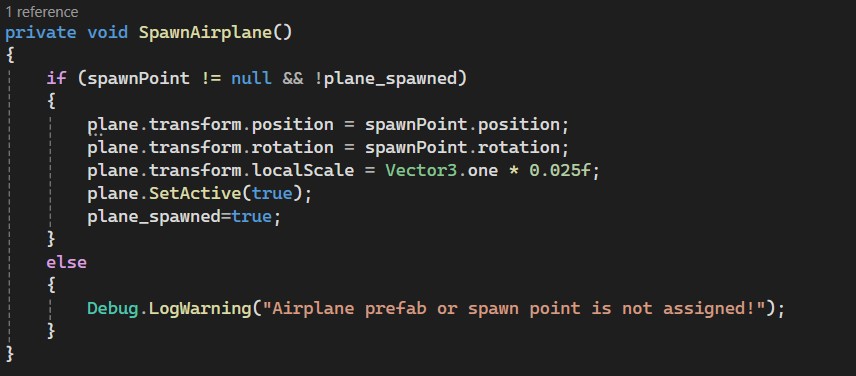 1 reference
private void SpawnAirplane()
{
    if (spawnPoint != null && !plane_spawned)
    {
        plane.transform.position = spawnPoint.position;
        plane.transform.rotation = spawnPoint.rotation;
        plane.transform.localScale = Vector3.one * 0.025f;
        plane.SetActive(true);
        plane_spawned=true;
    }
    else
    {
        Debug.LogWarning("Airplane prefab or spawn point is not assigned!");
    }
}